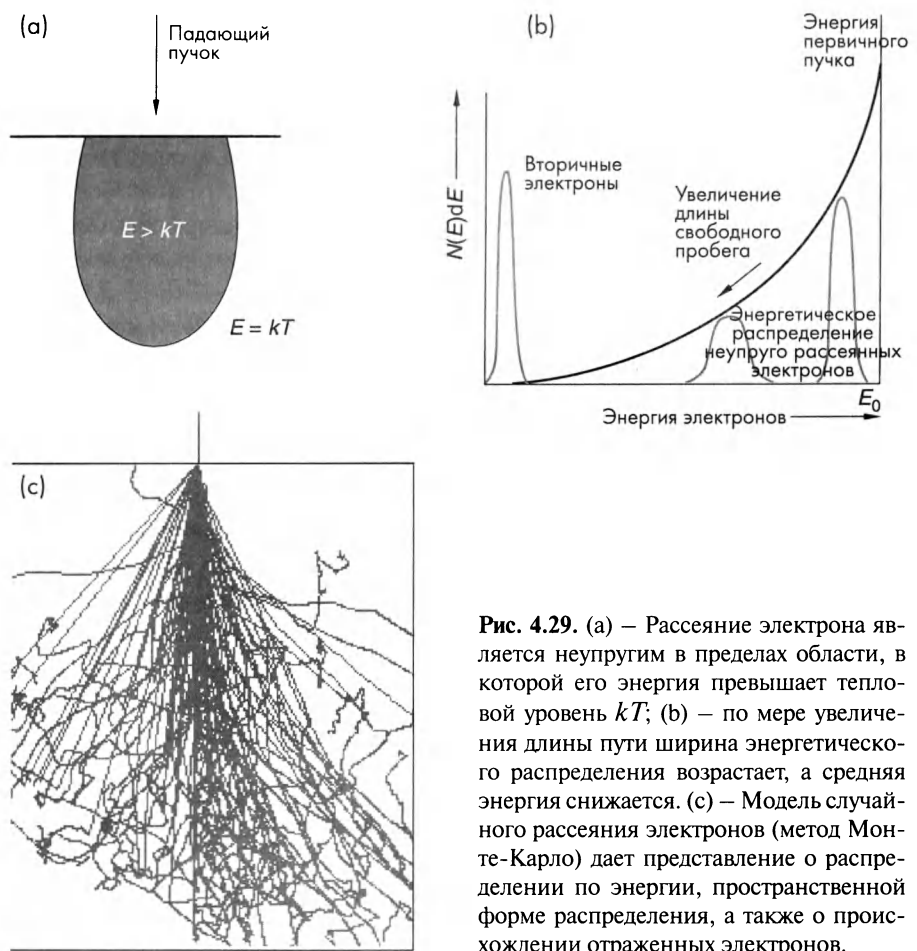 (a)
Падающий
пучок
E > kT
E = kT
(b)
Энергия
первичного
пучка
N(E)dE
Вторичные
электроны
Увеличение
длины
свободного
пробега
Энергетическое
распределение
неупруго рассеянных
электронов
E₀
Энергия электронов
(c)
Рис. 4.29. (a) – Рассеяние электрона яв-
ляется неупругим в пределах области, в
которой его энергия превышает тепло-
вой уровень kT; (b) – по мере увеличе-
ния длины пути ширина энергетическо-
го распределения возрастает, а средняя
энергия снижается. (c) – Модель случай-
ного рассеяния электронов (метод Мон-
те-Карло) дает представление о распре-
делении по энергии, пространственной
форме распределения, а также о проис-
хождении отраженных электронов.